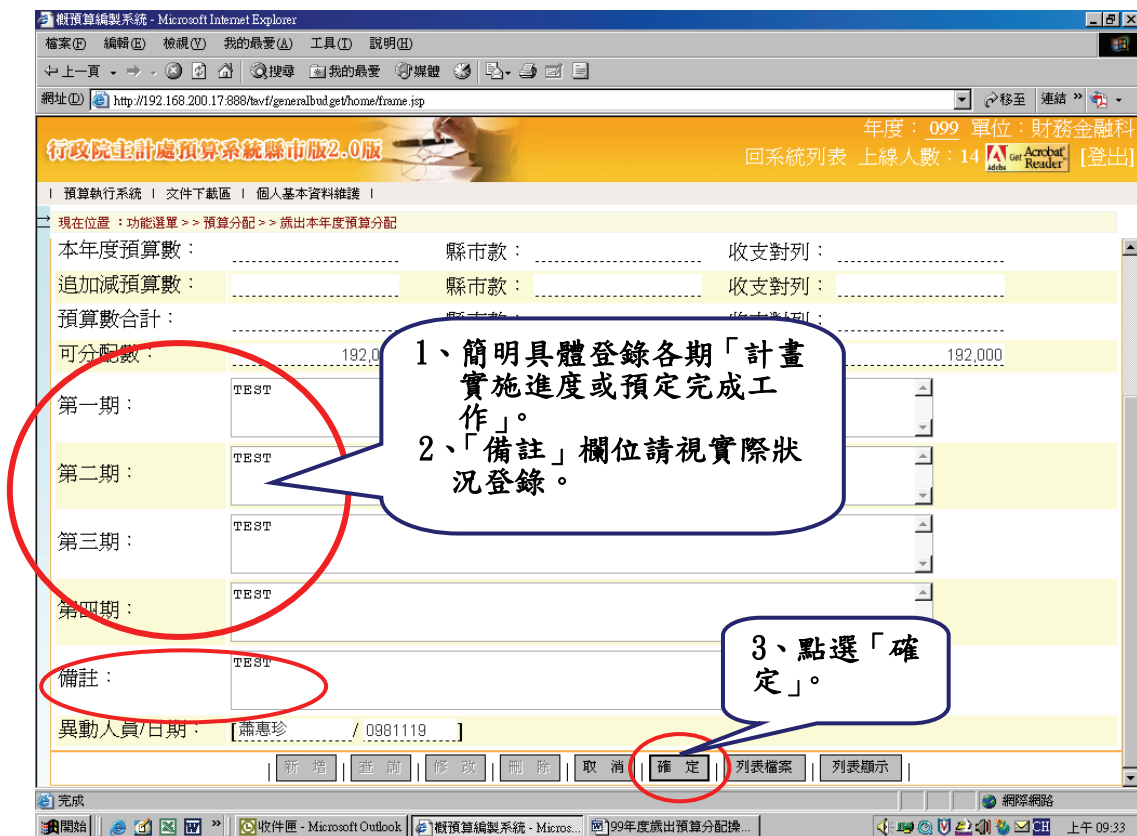 概預算編製系統 - Microsoft Internet Explorer
檔案(F) 編輯(E) 檢視(V) 我的最愛(A) 工具(T) 說明(H)
上一頁 搜尋 我的最愛 媒體
網址(D) http://192.168.200.17:888/tavf/generalbudget/home/frame.jsp 移至 連結 »
行政院主計處預算系統縣市版2.0版
年度：099 單位：財務金融科
回系統列表 上線人數：14 Adobe Get Acrobat Reader [登出]
| 預算執行系統 | 文件下載區 | 個人基本資料維護 |
現在位置 ：功能選單>>預算分配>>歲出本年度預算分配
本年度預算數： 縣市款： 收支對列：
追加減預算數： 縣市款： 收支對列：
預算數合計：
可分配數： 192,0 192,000
第一期： TEST
第二期： TEST
第三期： TEST
第四期： TEST
備註： TEST
1、簡明具體登錄各期「計畫
實施進度或預定完成工
作」。
2、「備註」欄位請視實際狀
況登錄。
3、點選「確
定」。
異動人員/日期： [蕭惠珍 / 0981119 ]
| 新 增 | 查 詢 | 修 改 | 刪 除 | 取 消 | 確 定 | 列表檔案 | 列表顯示 |
完成 網際網路
開始 » 收件匣 - Microsoft Outlook 概預算編製系統 - Micros... 99年度歲出預算分配操... CH 上午 09:33